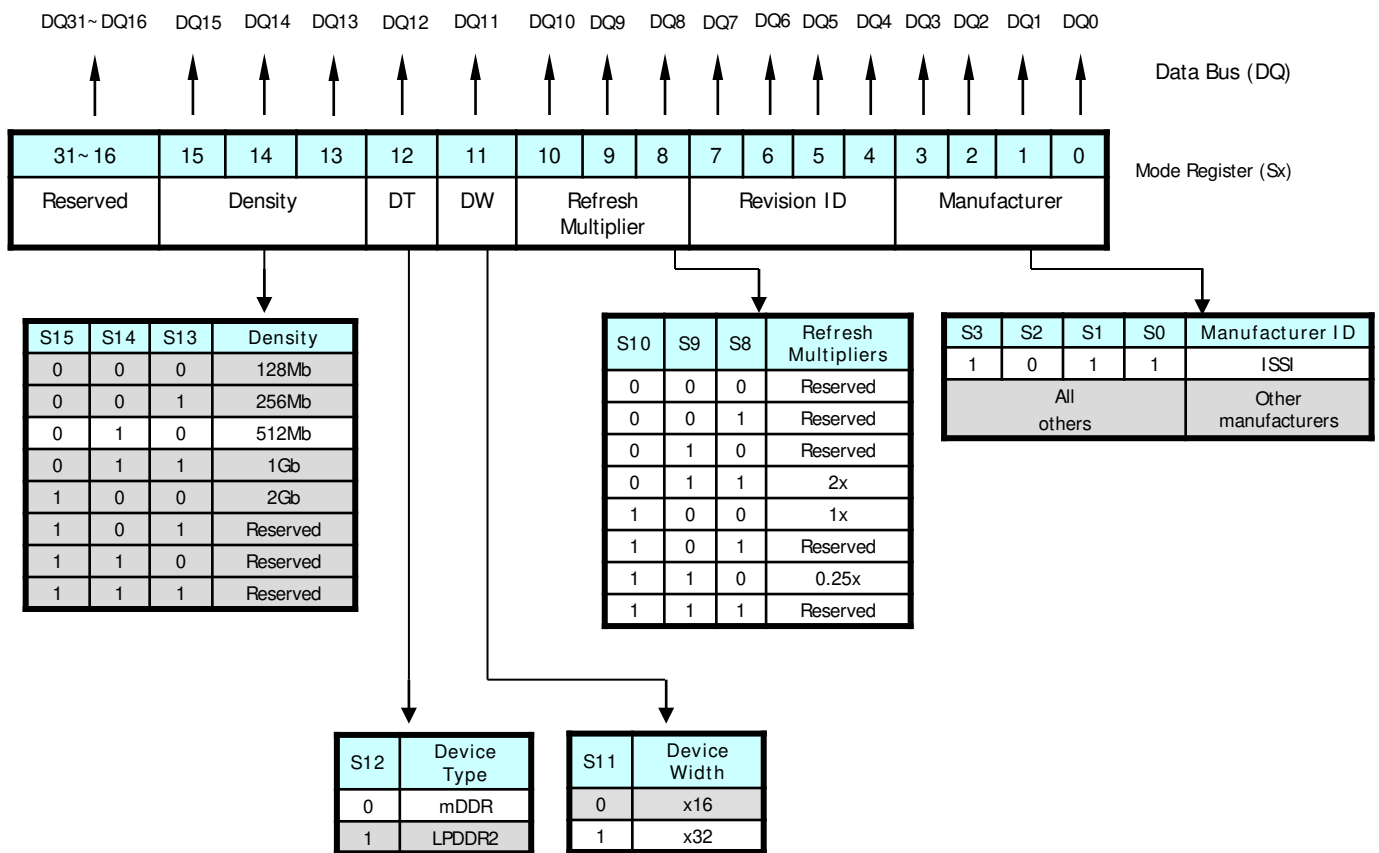 DQ31~DQ16 DQ15 DQ14 DQ13 DQ12 DQ11 DQ10 DQ9 DQ8 DQ7 DQ6 DQ5 DQ4 DQ3 DQ2 DQ1 DQ0
Data Bus (DQ)
31~16 15 14 13 12 11 10 9 8 7 6 5 4 3 2 1 0
Mode Register (Sx)
Reserved Density DT DW Refresh Multiplier Revision ID Manufacturer
S15 S14 S13 Density
0 0 0 128Mb
0 0 1 256Mb
0 1 0 512Mb
0 1 1 1Gb
1 0 0 2Gb
1 0 1 Reserved
1 1 0 Reserved
1 1 1 Reserved
S10 S9 S8 Refresh Multipliers
0 0 0 Reserved
0 0 1 Reserved
0 1 0 Reserved
0 1 1 2x
1 0 0 1x
1 0 1 Reserved
1 1 0 0.25x
1 1 1 Reserved
S3 S2 S1 S0 Manufacturer ID
1 0 1 1 ISSI
All others Other manufacturers
S12 Device Type
0 mDDR
1 LPDDR2
S11 Device Width
0 x16
1 x32